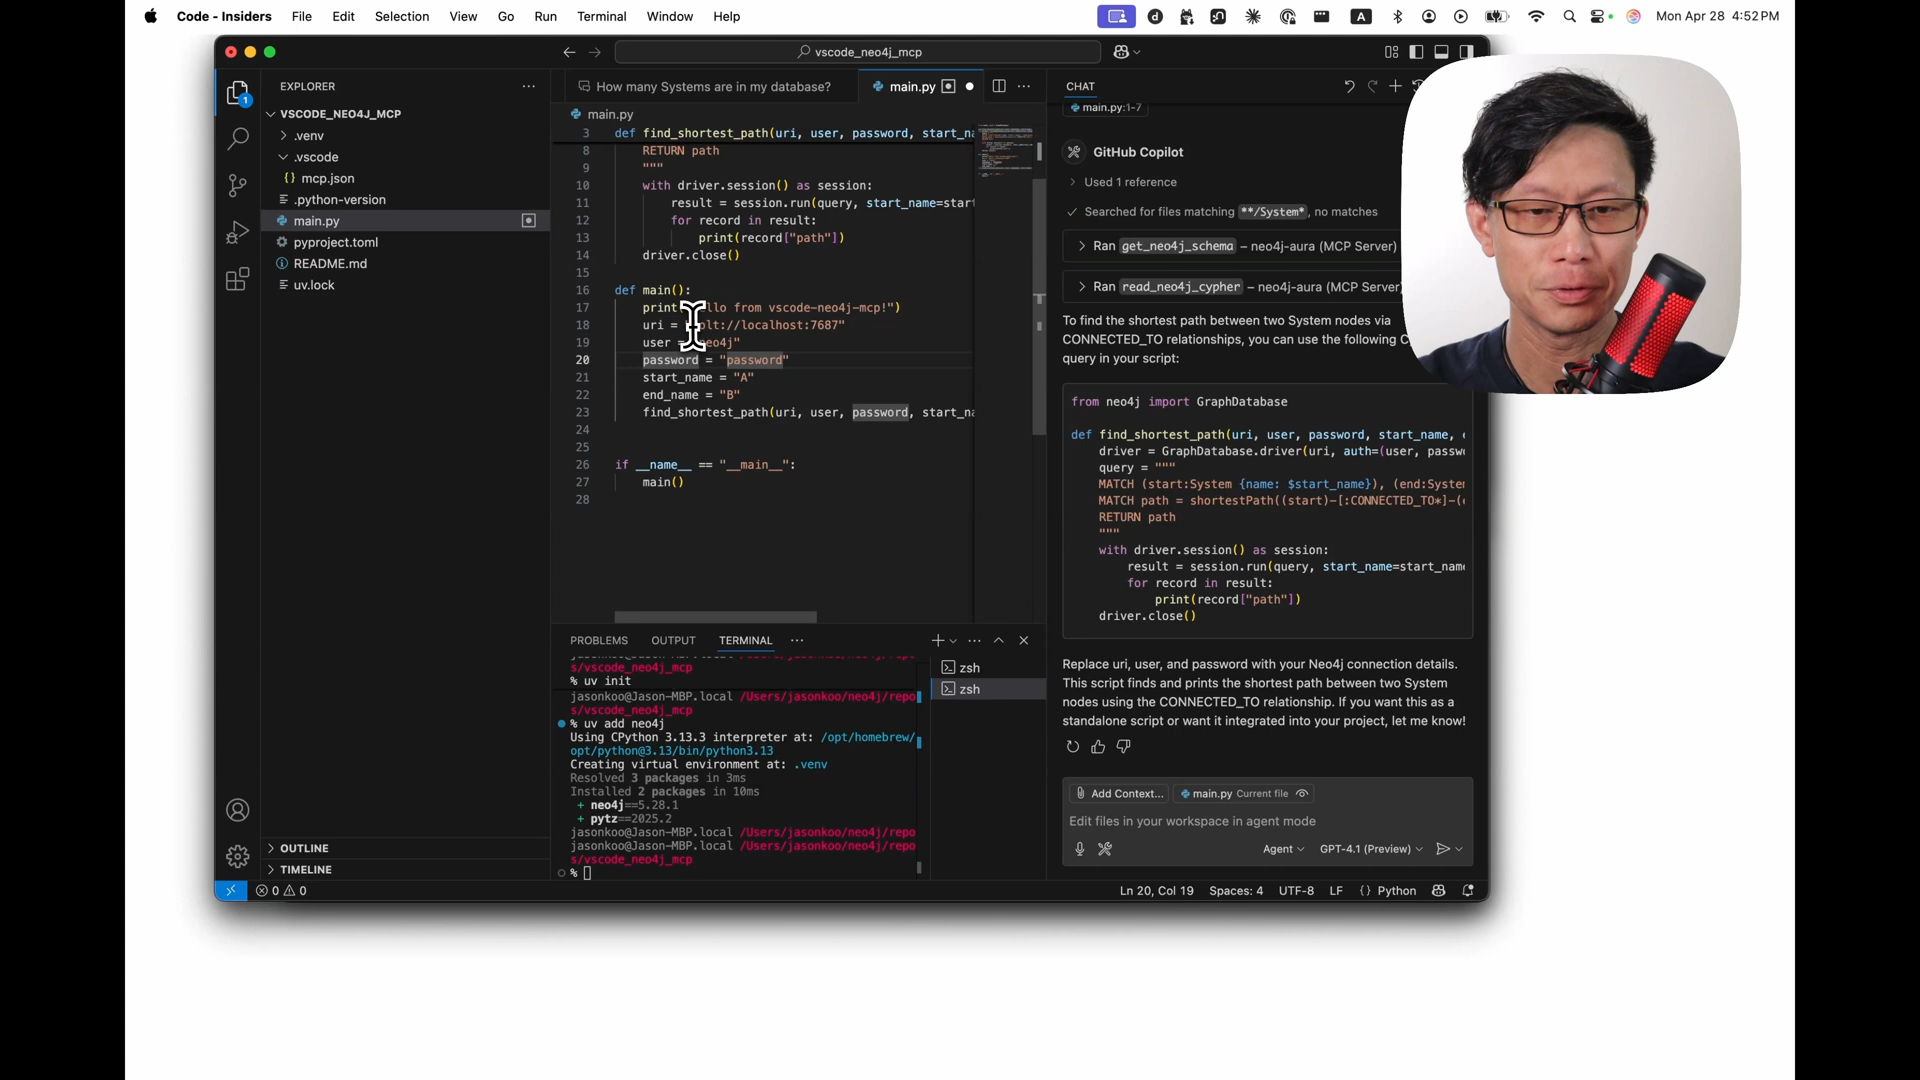 Code - Insiders File Edit Selection View Go Run Terminal Window Help
A
Mon Apr 28 4:52 PM
vscode_neo4j_mcp
EXPLORER
VSCODE_NEO4J_MCP
.venv
.vscode
mcp.json
.python-version
main.py
pyproject.toml
README.md
uv.lock
OUTLINE
TIMELINE
1
How many Systems are in my database?
main.py
main.py
3 def find_shortest_path(uri, user, password, start_na
8 RETURN path
9 """
10 with driver.session() as session:
11 result = session.run(query, start_name=start
12 for record in result:
13 print(record["path"])
14 driver.close()
15
16 def main():
17 print llo from vscode-neo4j-mcp!")
18 uri = lt://localhost:7687"
19 user = eo4j"
20 password = "password"
21 start_name = "A"
22 end_name = "B"
23 find_shortest_path(uri, user, password, start_na
24
25
26 if __name__ == "__main__":
27 main()
28
PROBLEMS OUTPUT TERMINAL
s/vscode_neo4j_mcp
% uv init
jasonkoo@Jason-MBP.local /Users/jasonkoo/neo4j/repo
s/vscode_neo4j_mcp
% uv add neo4j
Using CPython 3.13.3 interpreter at: /opt/homebrew/
opt/python@3.13/bin/python3.13
Creating virtual environment at: .venv
Resolved 3 packages in 3ms
Installed 2 packages in 10ms
+ neo4j==5.28.1
+ pytz==2025.2
jasonkoo@Jason-MBP.local /Users/jasonkoo/neo4j/repo
jasonkoo@Jason-MBP.local /Users/jasonkoo/neo4j/repo
s/vscode_neo4j_mcp
%
zsh
zsh
CHAT
main.py:1-7
GitHub Copilot
Used 1 reference
Searched for files matching **/System*, no matches
Ran get_neo4j_schema – neo4j-aura (MCP Server)
Ran read_neo4j_cypher – neo4j-aura (MCP Server)
To find the shortest path between two System nodes via
CONNECTED_TO relationships, you can use the following C
query in your script:
from neo4j import GraphDatabase
def find_shortest_path(uri, user, password, start_name, e
driver = GraphDatabase.driver(uri, auth=(user, passw
query = """
MATCH (start:System {name: $start_name}), (end:System
MATCH path = shortestPath((start)-[:CONNECTED_TO*]-(e
RETURN path
"""
with driver.session() as session:
result = session.run(query, start_name=start_name
for record in result:
print(record["path"])
driver.close()
Replace uri, user, and password with your Neo4j connection details.
This script finds and prints the shortest path between two System
nodes using the CONNECTED_TO relationship. If you want this as a
standalone script or want it integrated into your project, let me know!
Add Context... main.py Current file
Edit files in your workspace in agent mode
Agent GPT-4.1 (Preview)
0 0
Ln 20, Col 19 Spaces: 4 UTF-8 LF {} Python